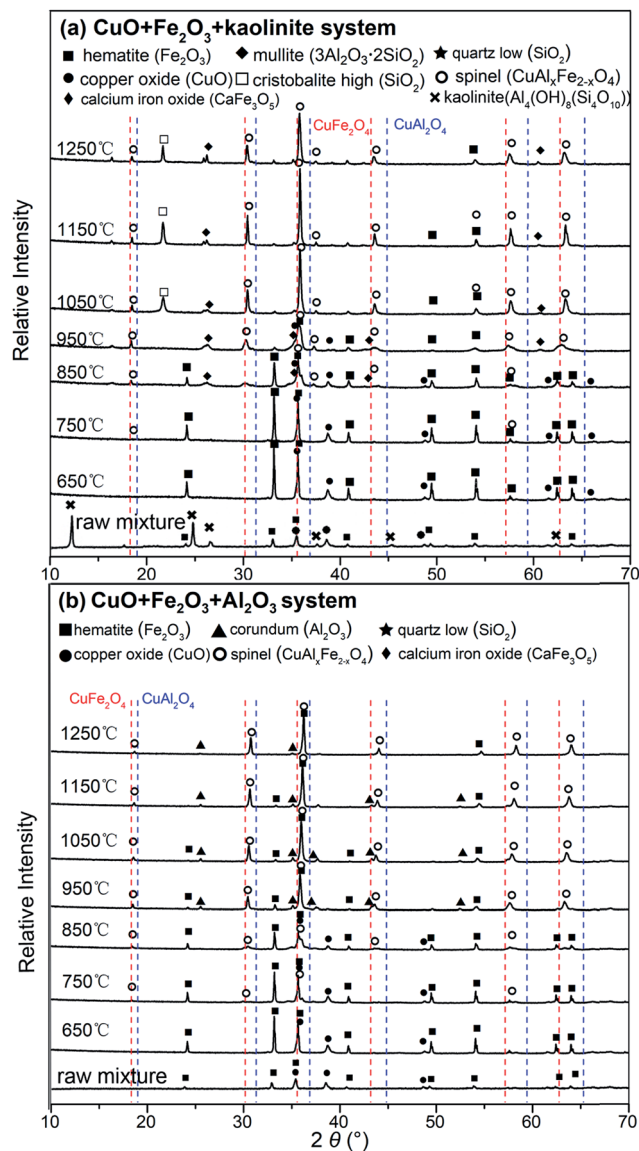 (a) CuO+Fe₂O₃+kaolinite system
■ hematite (Fe₂O₃) ◆ mullite (3Al₂O₃·2SiO₂) ★ quartz low (SiO₂)
● copper oxide (CuO) □ cristobalite high (SiO₂) ○ spinel (CuAlₓFe₂₋ₓO₄)
♦ calcium iron oxide (CaFe₃O₅) ✖ kaolinite(Al₄(OH)₈(Si₄O₁₀))
CuFe₂O₄ CuAl₂O₄
1250℃
1150℃
1050℃
950℃
850℃
750℃
650℃
raw mixture
Relative Intensity
10 20 30 40 50 60 70
(b) CuO+Fe₂O₃+Al₂O₃ system
■ hematite (Fe₂O₃) ▲ corundum (Al₂O₃) ★ quartz low (SiO₂)
● copper oxide (CuO) ○ spinel (CuAlₓFe₂₋ₓO₄) ♦ calcium iron oxide (CaFe₃O₅)
CuFe₂O₄ CuAl₂O₄
1250℃
1150℃
1050℃
950℃
850℃
750℃
650℃
raw mixture
Relative Intensity
10 20 30 40 50 60 70
2 θ (°)